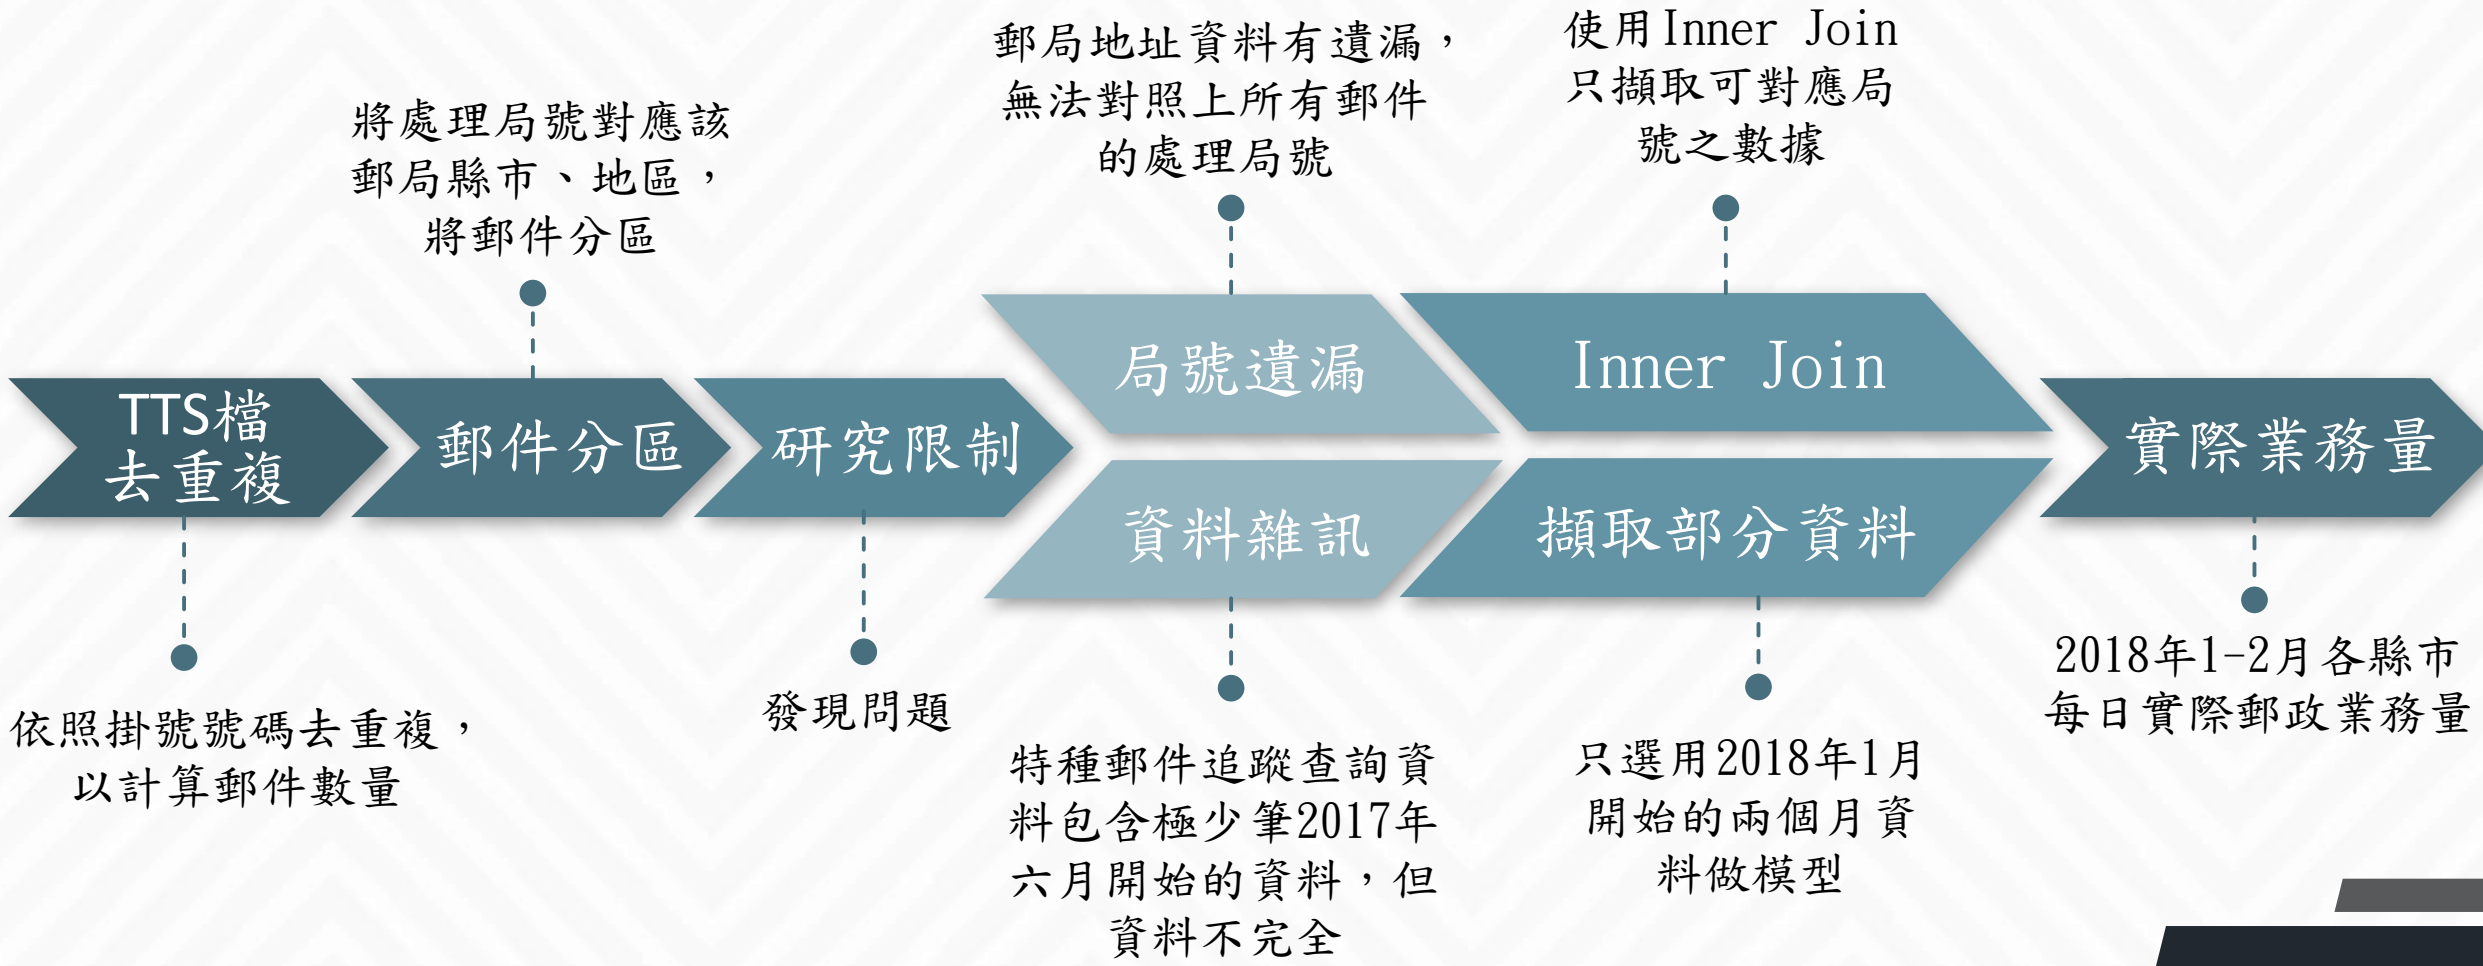 將處理局號對應該
郵局縣市、地區，
將郵件分區
郵局地址資料有遺漏，
無法對照上所有郵件
的處理局號
使用Inner Join
只擷取可對應局
號之數據
TTS檔
去重複
郵件分區
研究限制
局號遺漏
Inner Join
資料雜訊
擷取部分資料
實際業務量
依照掛號號碼去重複，
以計算郵件數量
發現問題
特種郵件追蹤查詢資
料包含極少筆2017年
六月開始的資料，但
資料不完全
只選用2018年1月
開始的兩個月資
料做模型
2018年1-2月各縣市
每日實際郵政業務量